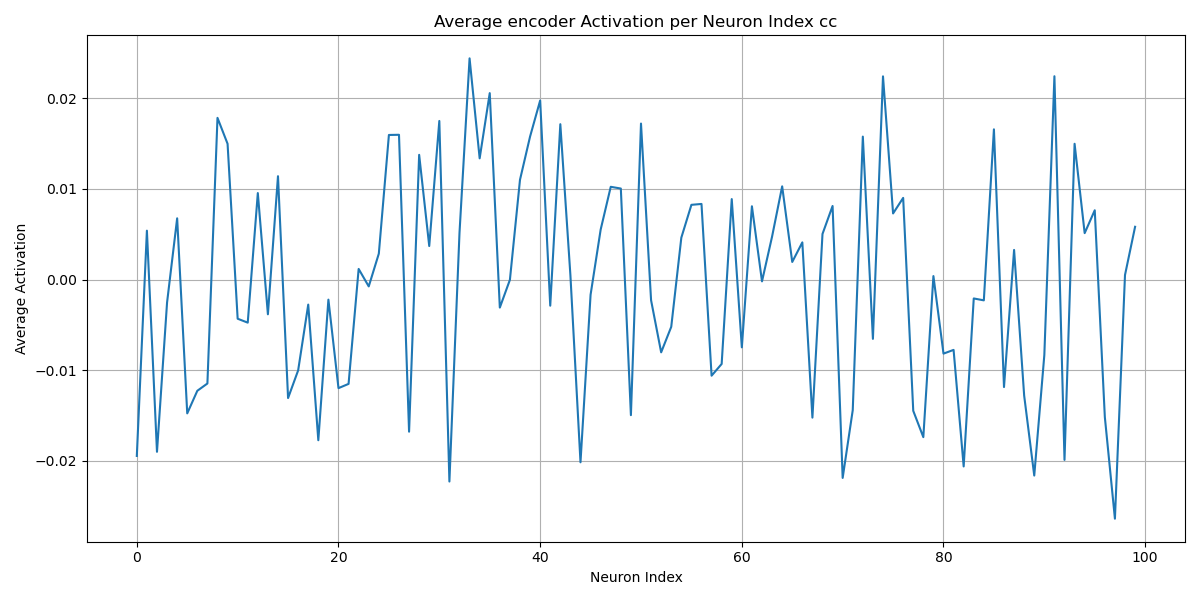 Average encoder Activation per Neuron Index cc
0.02
0.01
0.00
−0.01
−0.02
Average Activation
0 20 40 60 80 100
Neuron Index